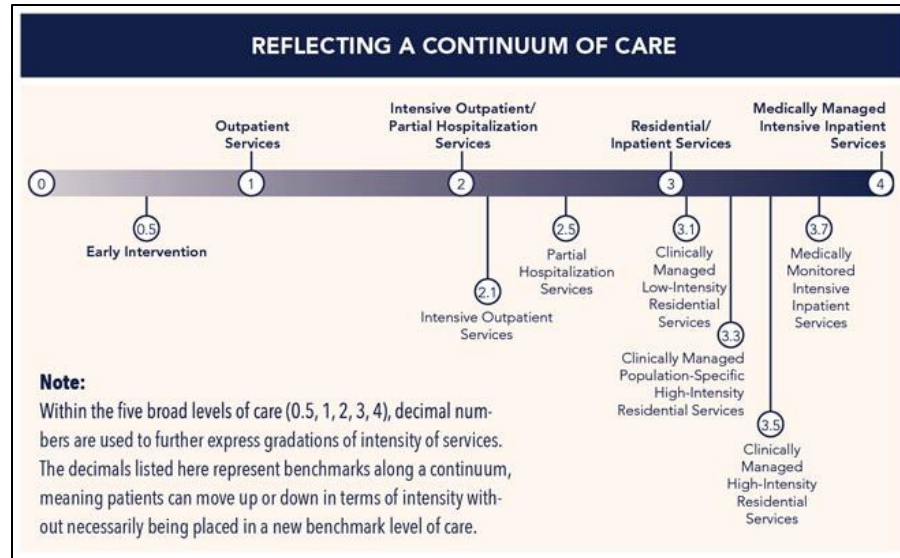 REFLECTING A CONTINUUM OF CARE
Outpatient
Services
Intensive Outpatient/
Partial Hospitalization
Services
Residential/
Inpatient Services
Medically Managed
Intensive Inpatient
Services
0
1
2
3
4
0.5
Early Intervention
2.1
Intensive Outpatient
Services
2.5
Partial
Hospitalization
Services
3.1
Clinically
Managed
Low-Intensity
Residential
Services
3.3
Clinically Managed
Population-Specific
High-Intensity
Residential Services
3.5
Clinically
Managed
High-Intensity
Residential
Services
3.7
Medically
Monitored
Intensive
Inpatient
Services
Note:
Within the five broad levels of care (0.5, 1, 2, 3, 4), decimal num-
bers are used to further express gradations of intensity of services.
The decimals listed here represent benchmarks along a continuum,
meaning patients can move up or down in terms of intensity with-
out necessarily being placed in a new benchmark level of care.